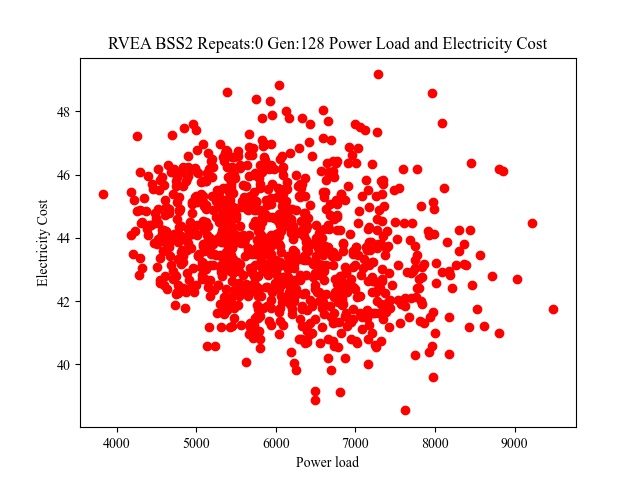 RVEA BSS2 Repeats:0 Gen:128 Power Load and Electricity Cost
Electricity Cost
48
46
44
42
40
4000 5000 6000 7000 8000 9000
Power load